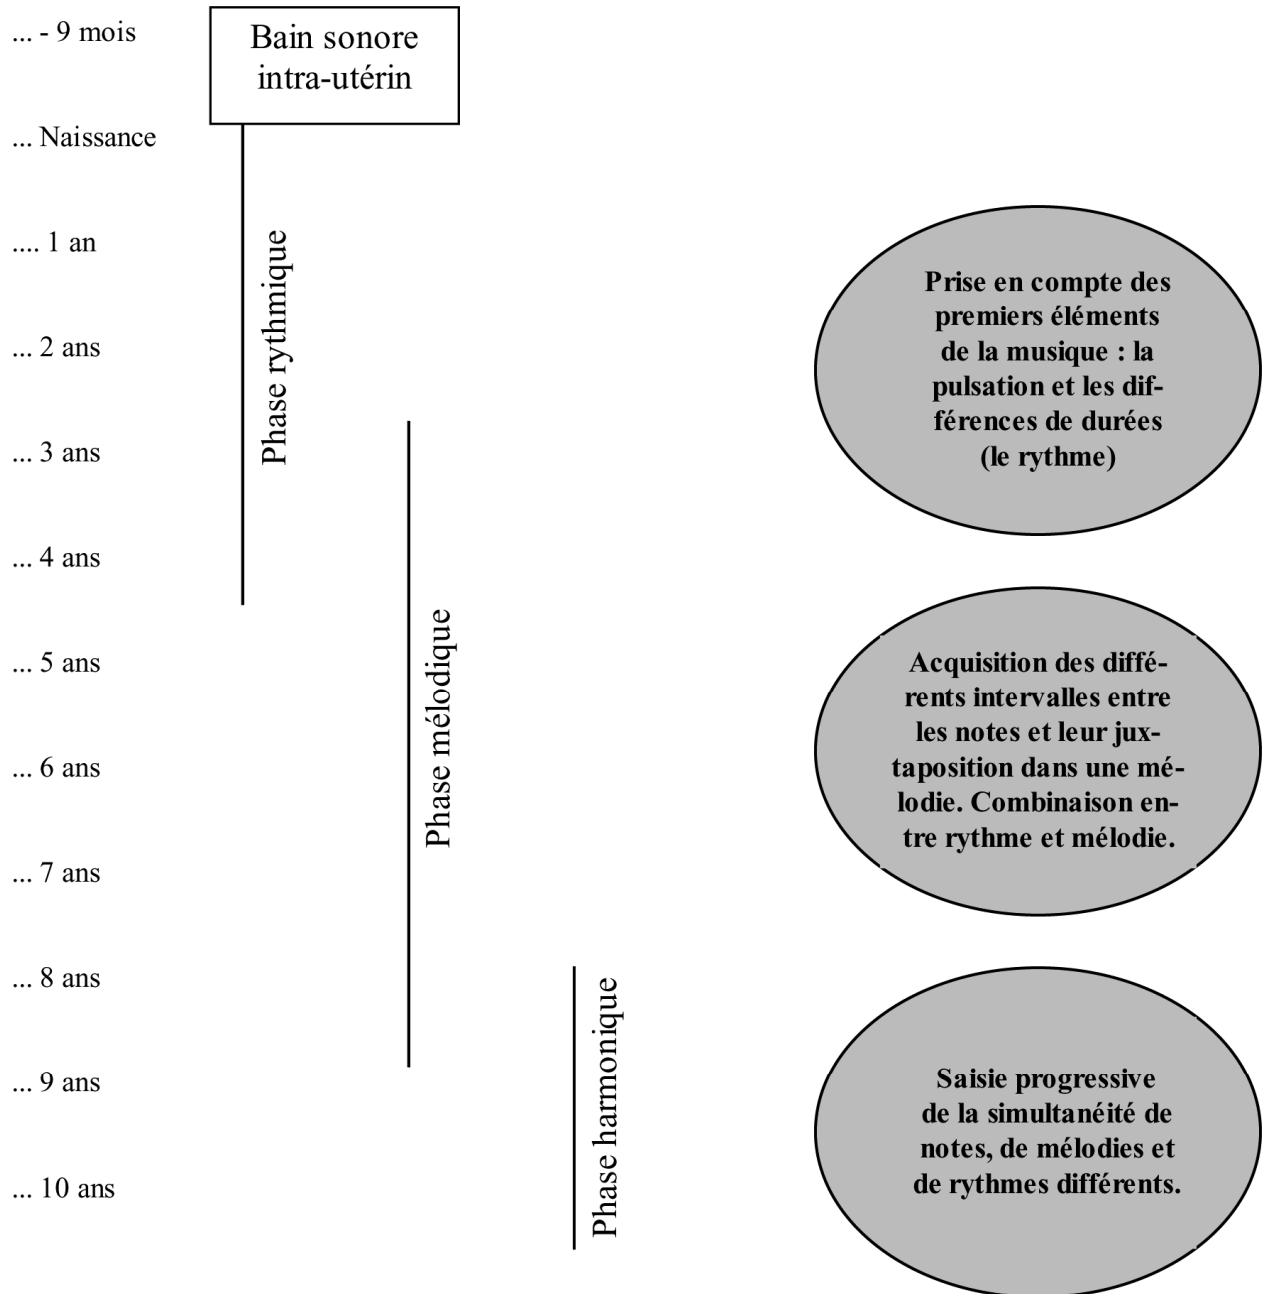 ... - 9 mois
Bain sonore
intra-utérin
... Naissance
.... 1 an
... 2 ans
... 3 ans
... 4 ans
... 5 ans
... 6 ans
... 7 ans
... 8 ans
... 9 ans
... 10 ans
Phase rythmique
Phase mélodique
Phase harmonique
Prise en compte des
premiers éléments
de la musique : la
pulsation et les dif-
férences de durées
(le rythme)
Acquisition des diffé-
rents intervalles entre
les notes et leur jux-
taposition dans une mé-
lodie. Combinaison en-
tre rythme et mélodie.
Saisie progressive
de la simultanéité de
notes, de mélodies et
de rythmes différents.